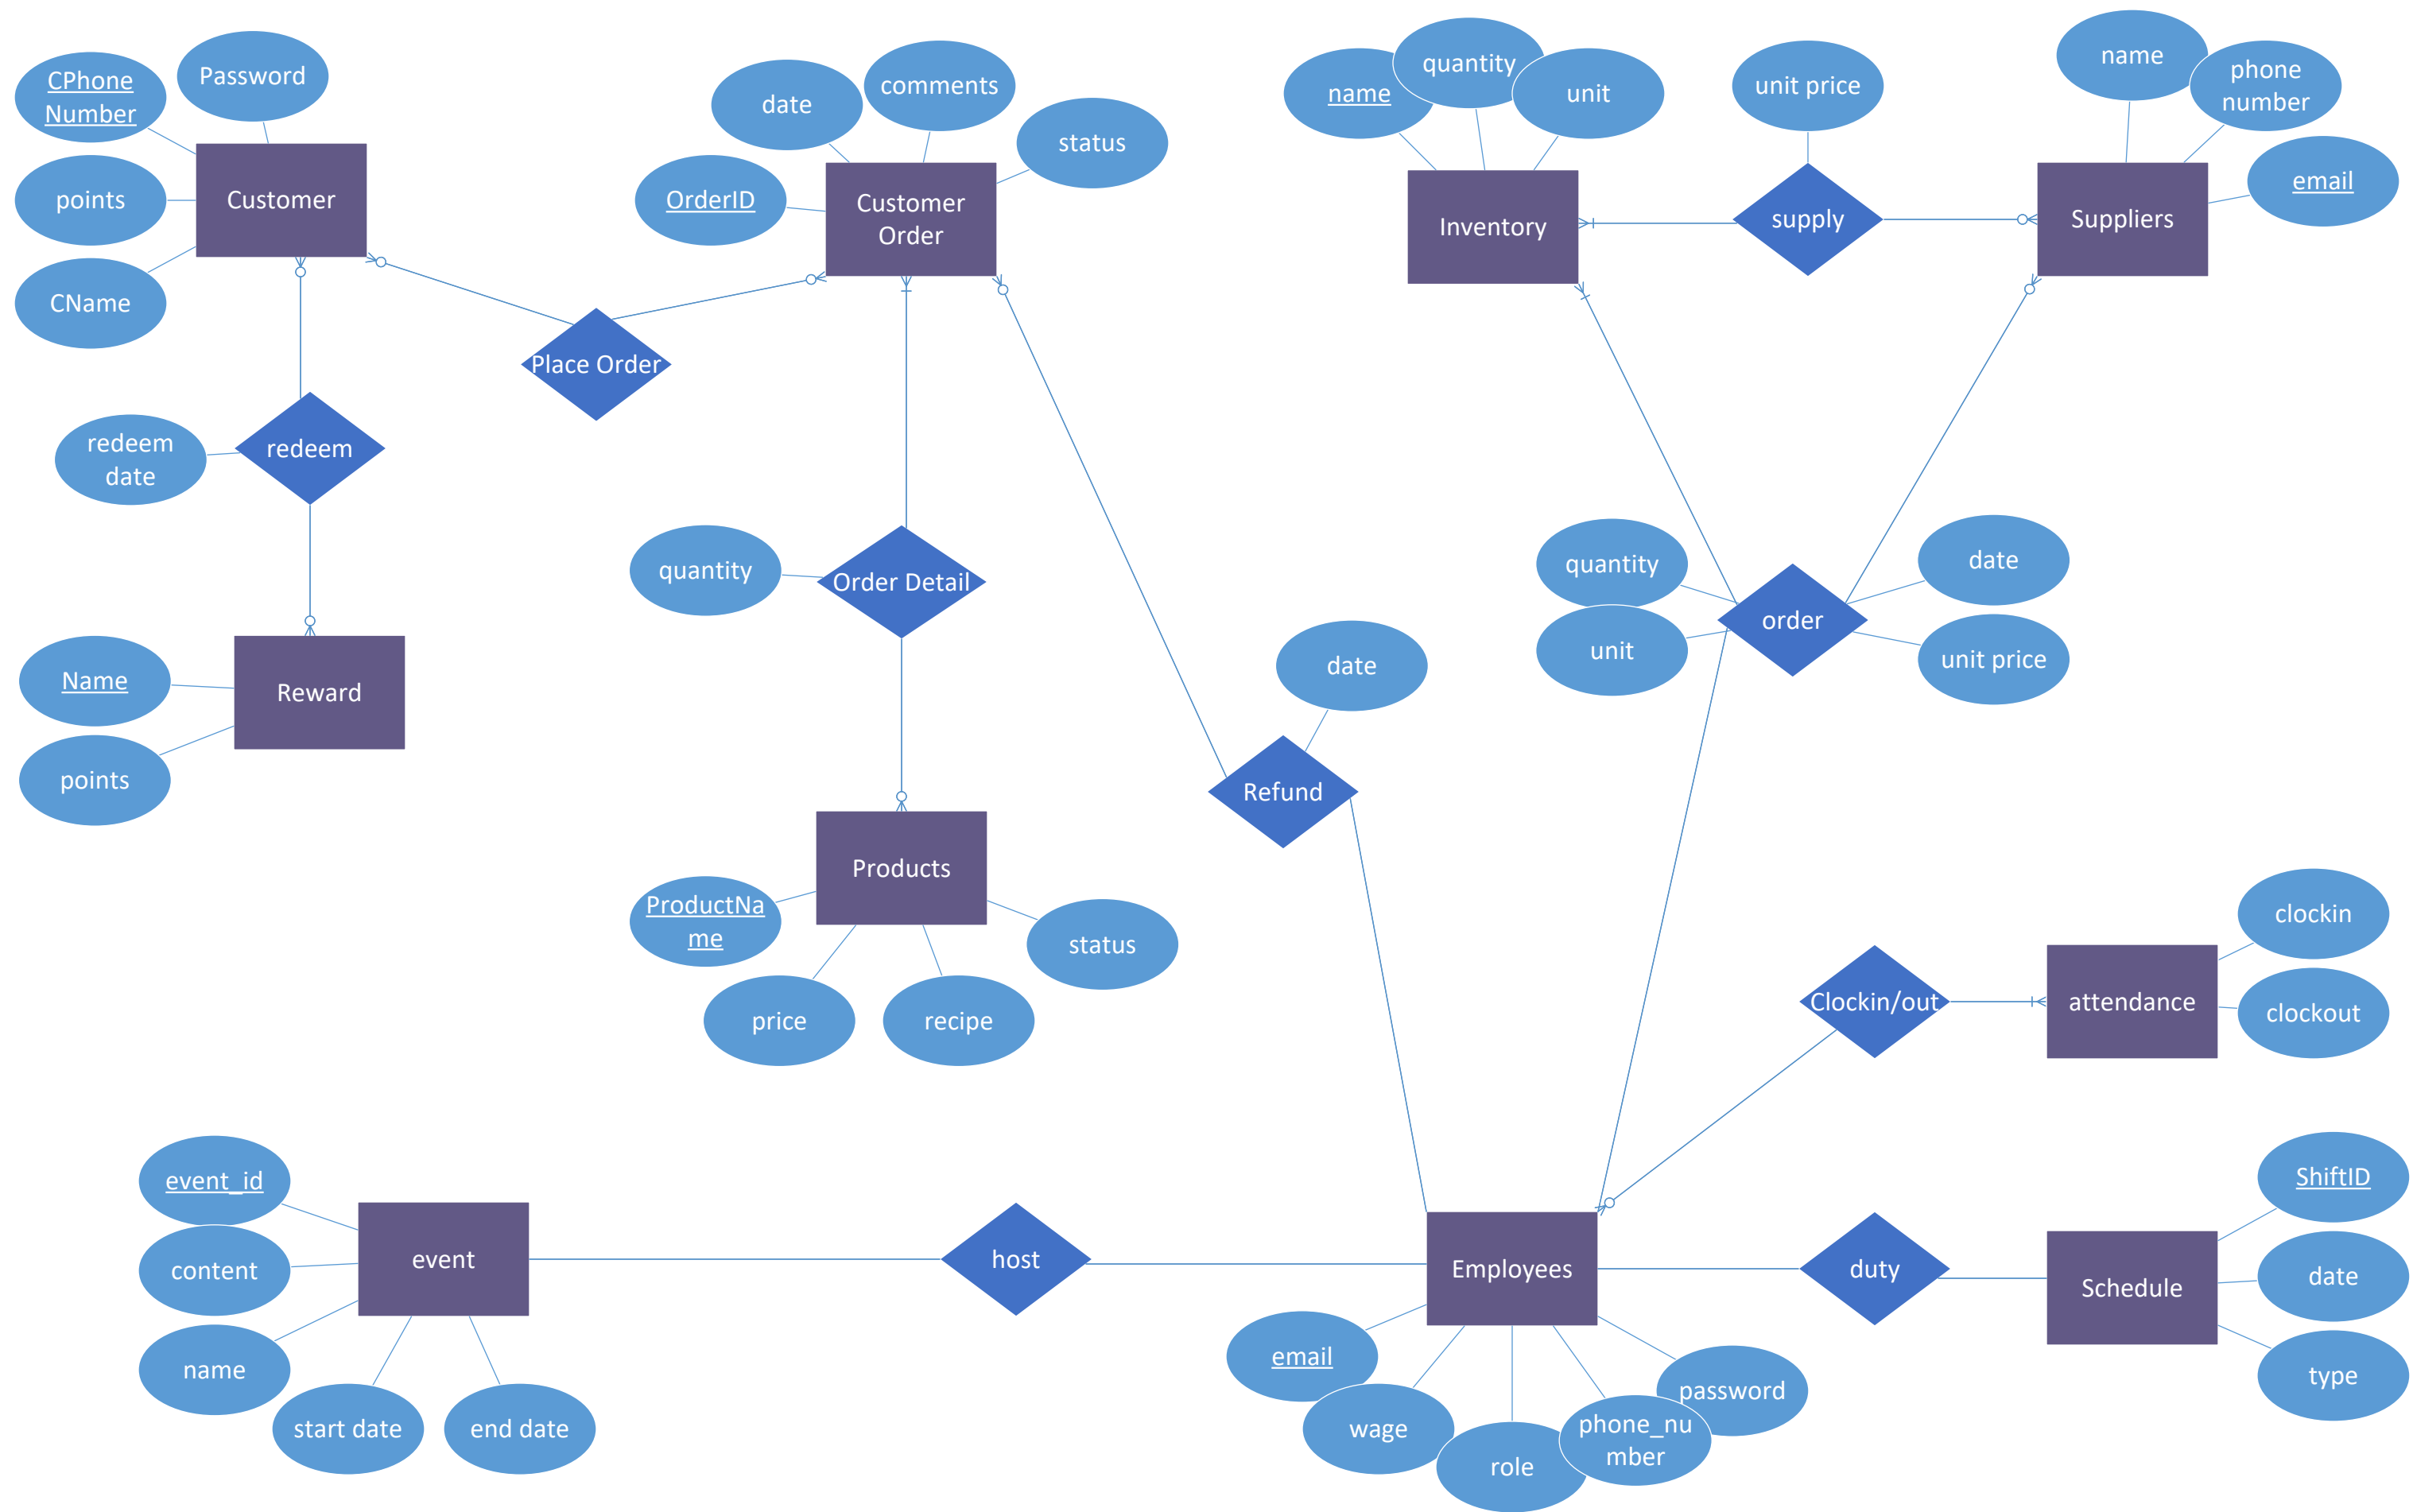 CPhone
Number
Password
points
Customer
CName
date
comments
status
OrderID
Customer
Order
name
quantity
unit
unit price
name
phone
number
email
Inventory
supply
Suppliers
Place Order
redeem
date
redeem
Name
points
Reward
quantity
Order Detail
Products
ProductNa
me
price
recipe
status
date
Refund
quantity
unit
order
date
unit price
Clockin/out
attendance
clockin
clockout
event_id
content
name
start date
end date
event
host
Employees
email
wage
role
phone_nu
mber
password
duty
Schedule
ShiftID
date
type